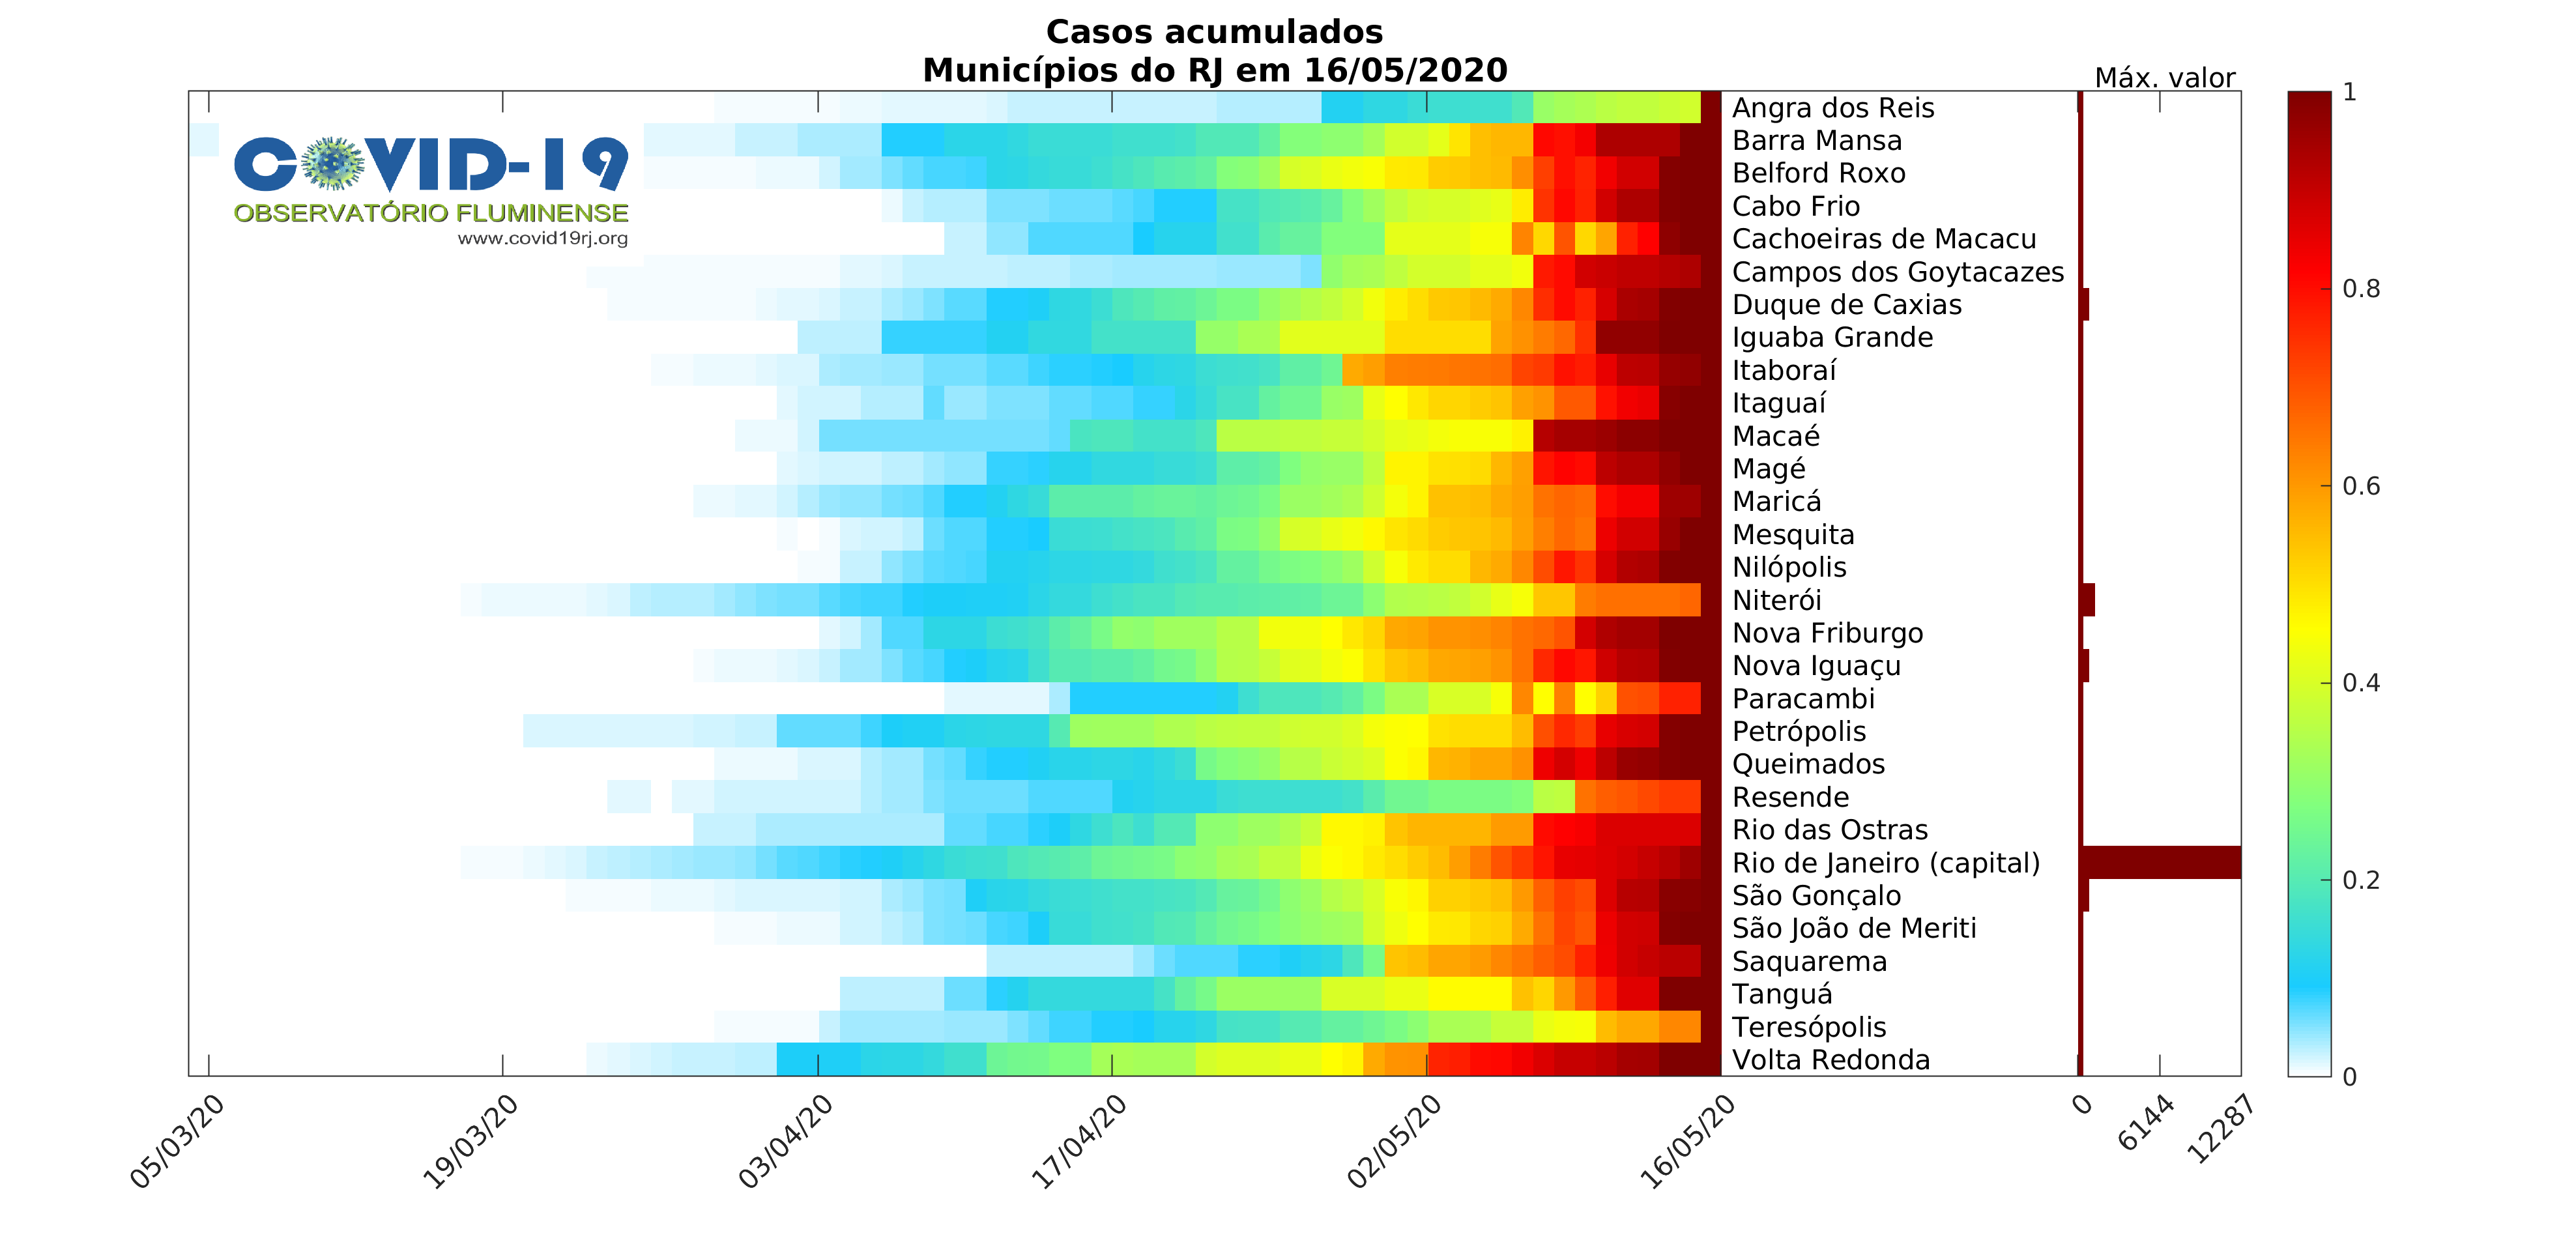 Casos acumulados
Municípios do RJ em 16/05/2020
Máx. valor
COVID-19
OBSERVATÓRIO FLUMINENSE
www.covid19rj.org
Angra dos Reis
Barra Mansa
Belford Roxo
Cabo Frio
Cachoeiras de Macacu
Campos dos Goytacazes
Duque de Caxias
Iguaba Grande
Itaboraí
Itaguaí
Macaé
Magé
Maricá
Mesquita
Nilópolis
Niterói
Nova Friburgo
Nova Iguaçu
Paracambi
Petrópolis
Queimados
Resende
Rio das Ostras
Rio de Janeiro (capital)
São Gonçalo
São João de Meriti
Saquarema
Tanguá
Teresópolis
Volta Redonda
1
0.8
0.6
0.4
0.2
0
05/03/20
19/03/20
03/04/20
17/04/20
02/05/20
16/05/20
0
6144
12287